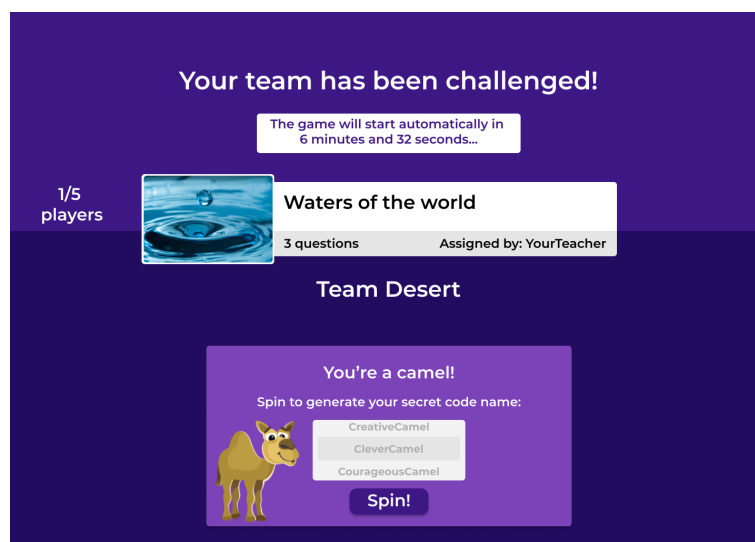 Your team has been challenged!
The game will start automatically in
6 minutes and 32 seconds...
1/5
players
Waters of the world
3 questions
Assigned by: YourTeacher
Team Desert
You’re a camel!
Spin to generate your secret code name:
CreativeCamel
CleverCamel
CourageousCamel
Spin!